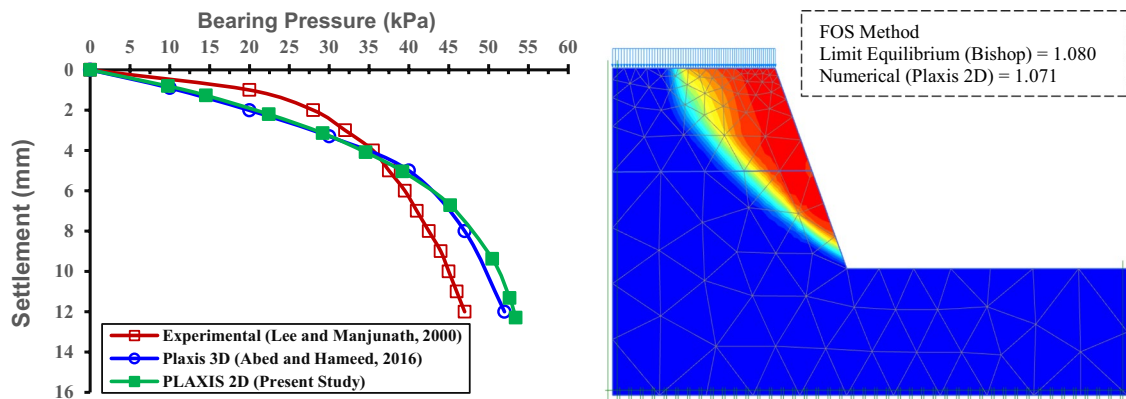 Bearing Pressure (kPa)
0 5 10 15 20 25 30 35 40 45 50 55 60
0
2
4
6
8
10
12
14
16
Settlement (mm)
Experimental (Lee and Manjunath, 2000)
Plaxis 3D (Abed and Hameed, 2016)
PLAXIS 2D (Present Study)
FOS Method
Limit Equilibrium (Bishop) = 1.080
Numerical (Plaxis 2D) = 1.071